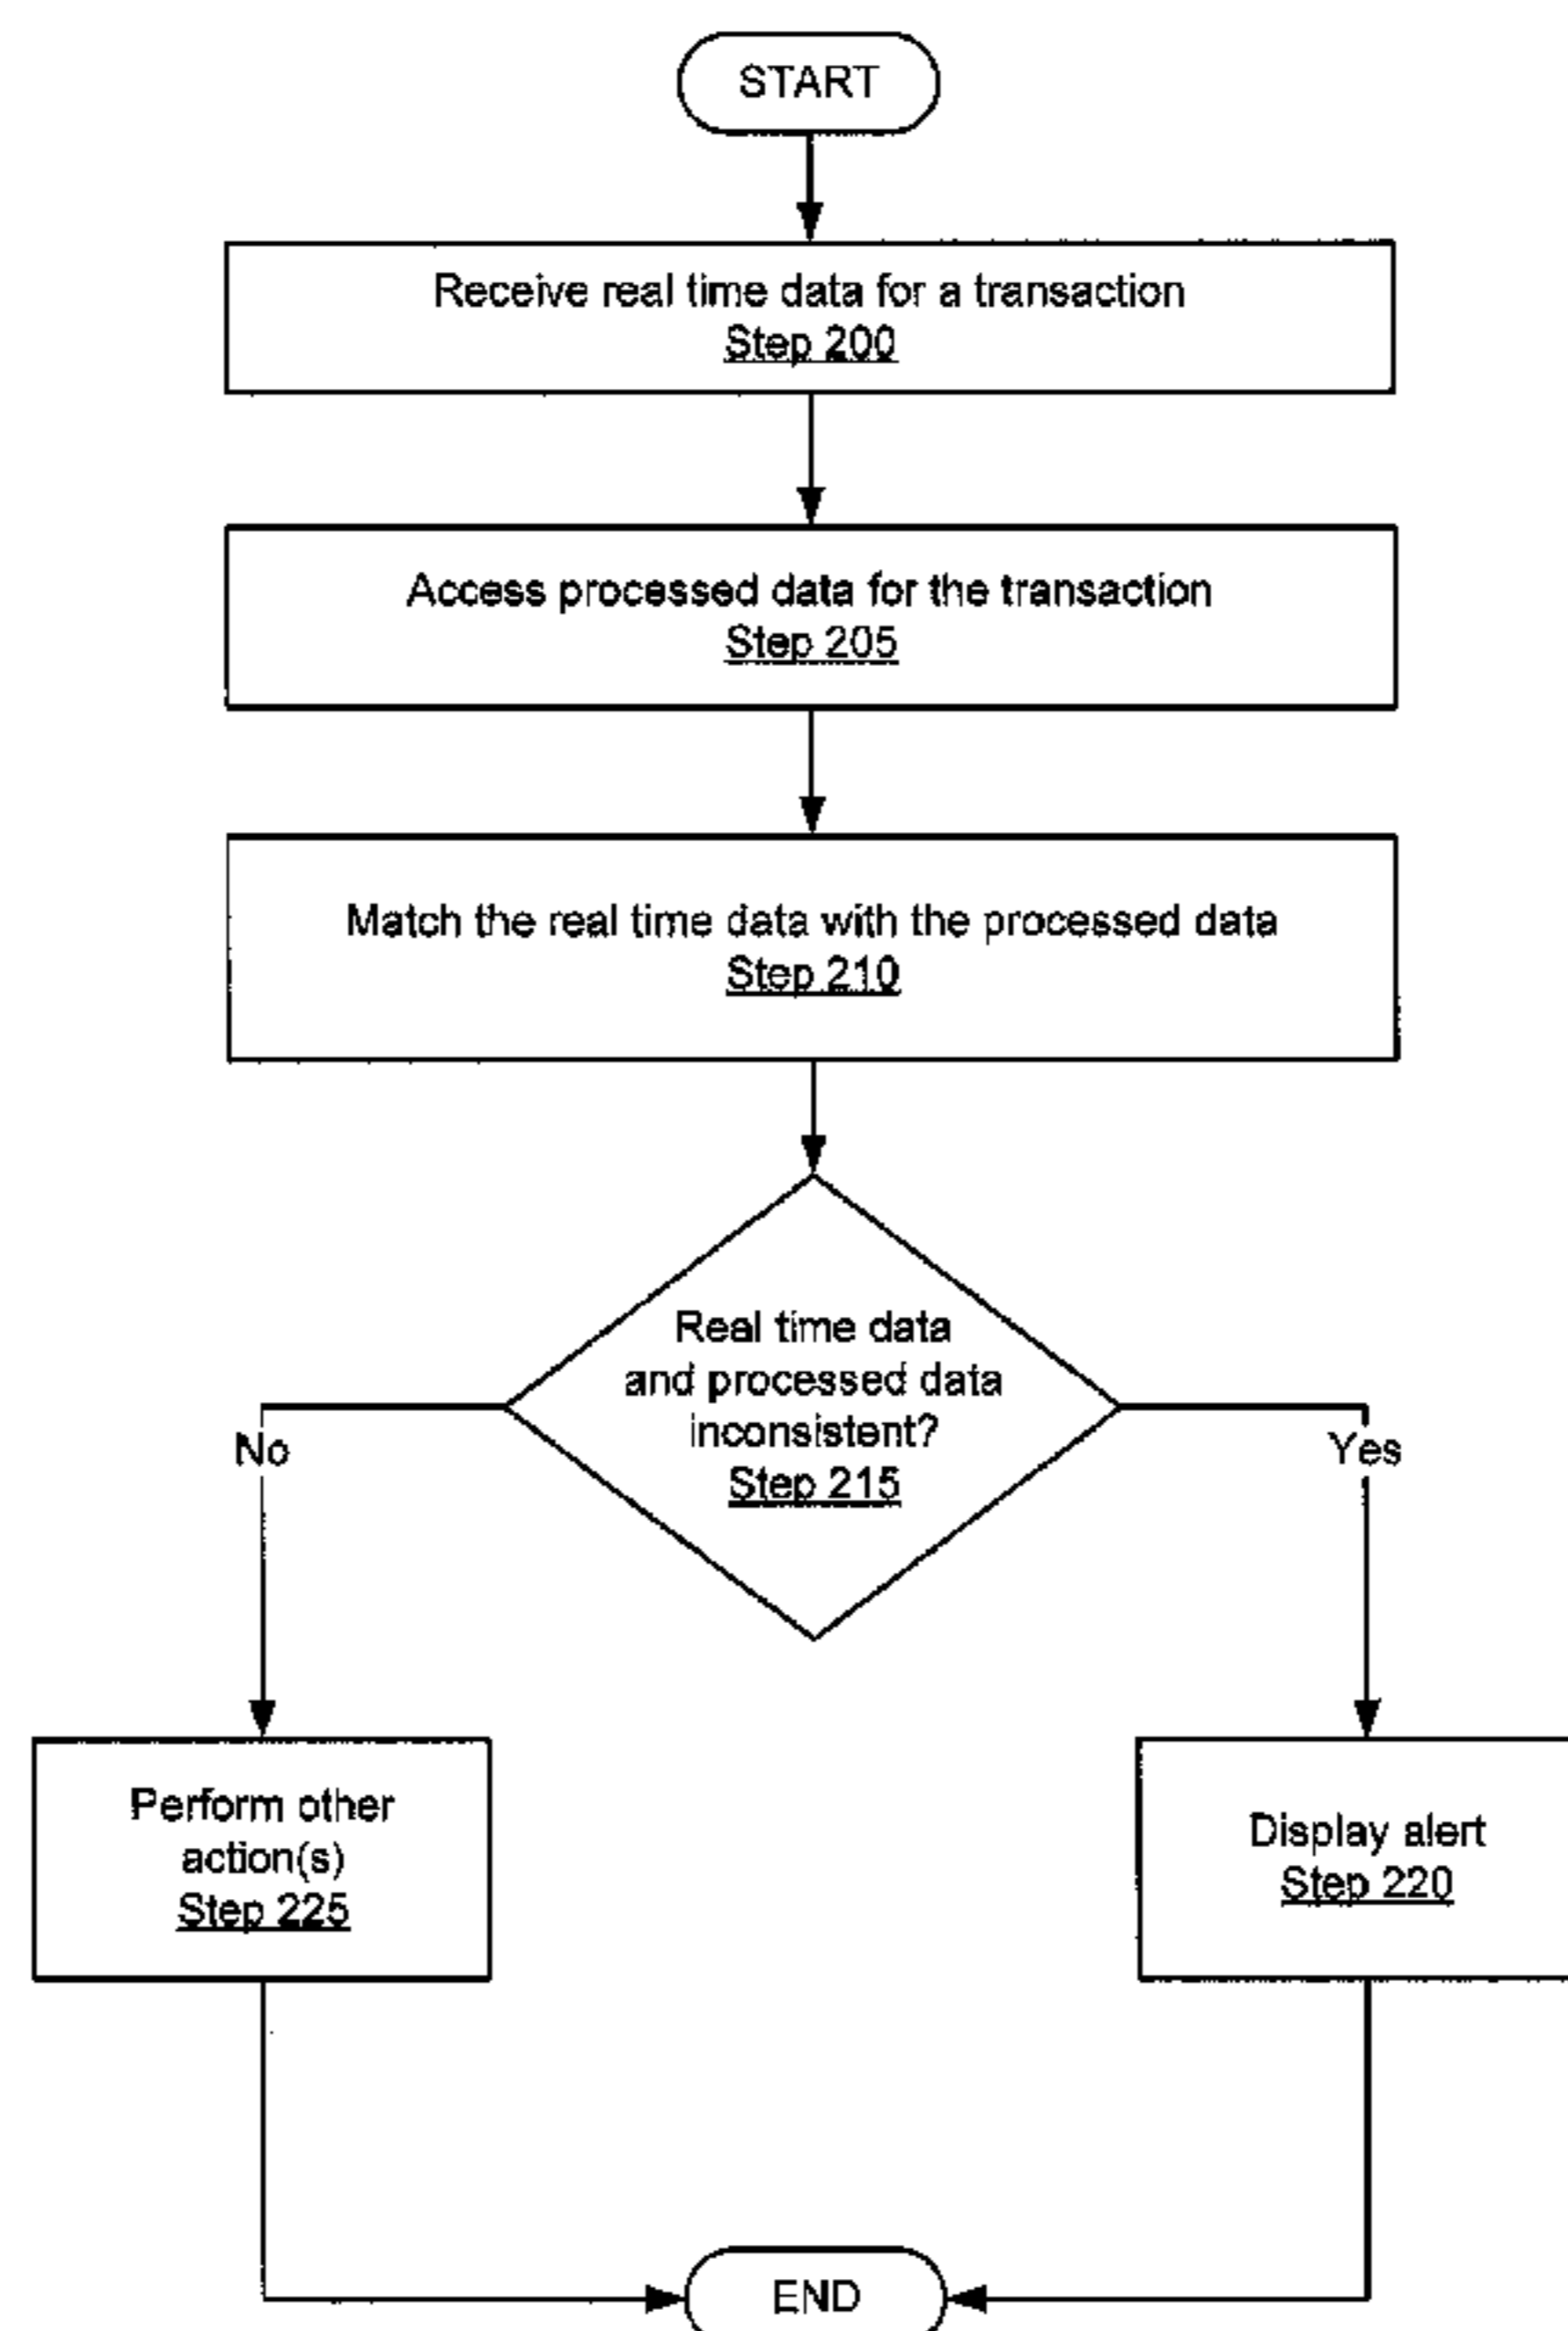 START
Receive real time data for a transaction
Step 200
Access processed data for the transaction
Step 205
Match the real time data with the processed data
Step 210
Real time data
and processed data
inconsistent?
Step 215
No
Yes
Perform other
action(s)
Step 225
Display alert
Step 220
END